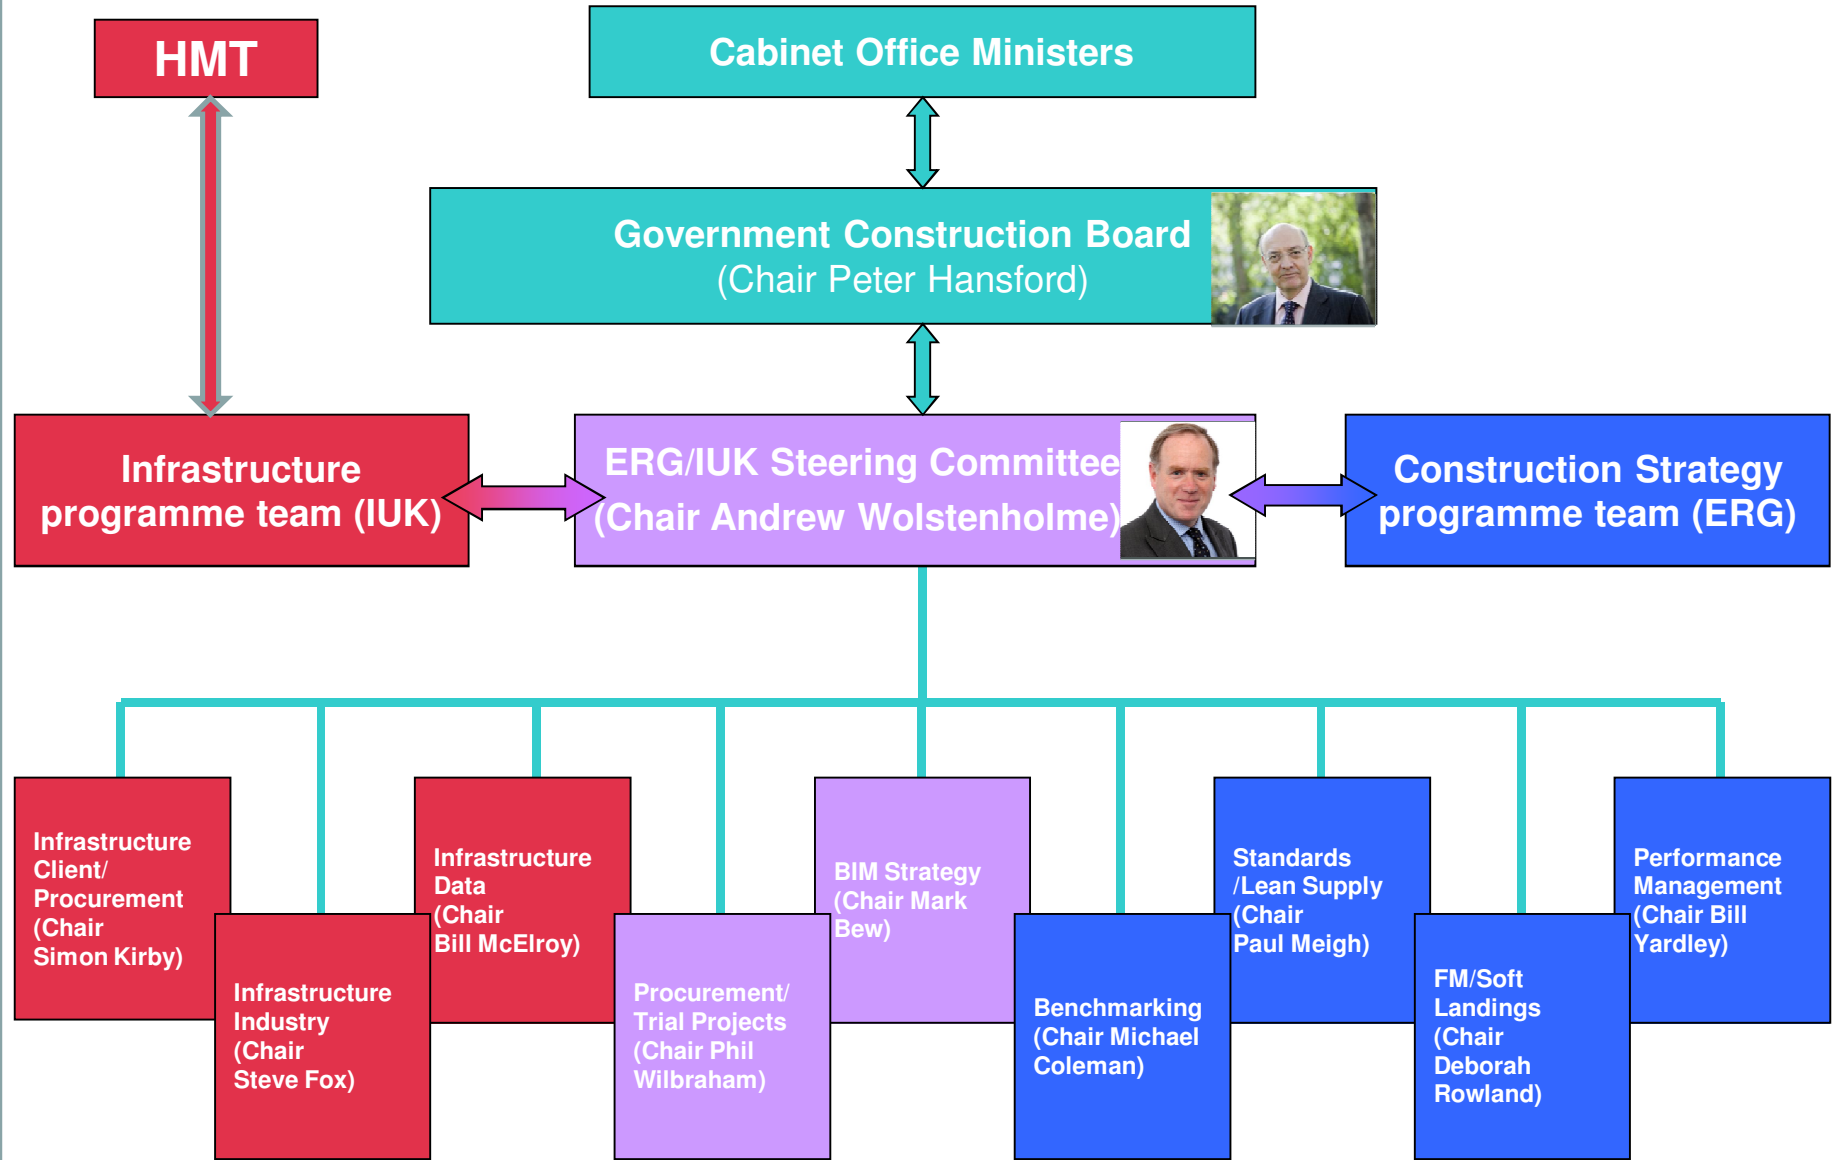 HMT
Cabinet Office Ministers
Government Construction Board
(Chair Peter Hansford)
Infrastructure
programme team (IUK)
ERG/IUK Steering Committee
(Chair Andrew Wolstenholme)
Construction Strategy
programme team (ERG)
Infrastructure
Client/
Procurement
(Chair
Simon Kirby)
Infrastructure
Industry
(Chair
Steve Fox)
Infrastructure
Data
(Chair
Bill McElroy)
Procurement/
Trial Projects
(Chair Phil
Wilbraham)
BIM Strategy
(Chair Mark
Bew)
Benchmarking
(Chair Michael
Coleman)
Standards
/Lean Supply
(Chair
Paul Meigh)
FM/Soft
Landings
(Chair
Deborah
Rowland)
Performance
Management
(Chair Bill
Yardley)